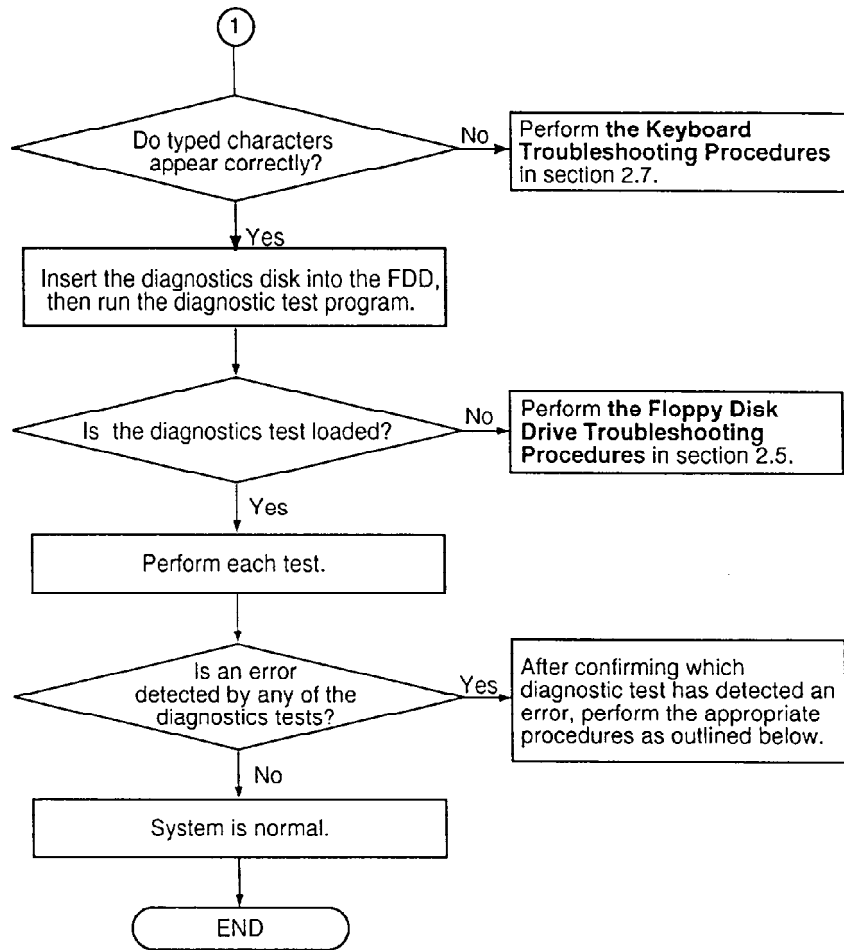 1
Do typed characters
appear correctly?
No
Perform the Keyboard
Troubleshooting Procedures
in section 2.7.
Yes
Insert the diagnostics disk into the FDD,
then run the diagnostic test program.
Is the diagnostics test loaded?
No
Perform the Floppy Disk
Drive Troubleshooting
Procedures in section 2.5.
Yes
Perform each test.
Is an error
detected by any of the
diagnostics tests?
Yes
After confirming which
diagnostic test has detected an
error, perform the appropriate
procedures as outlined below.
No
System is normal.
END